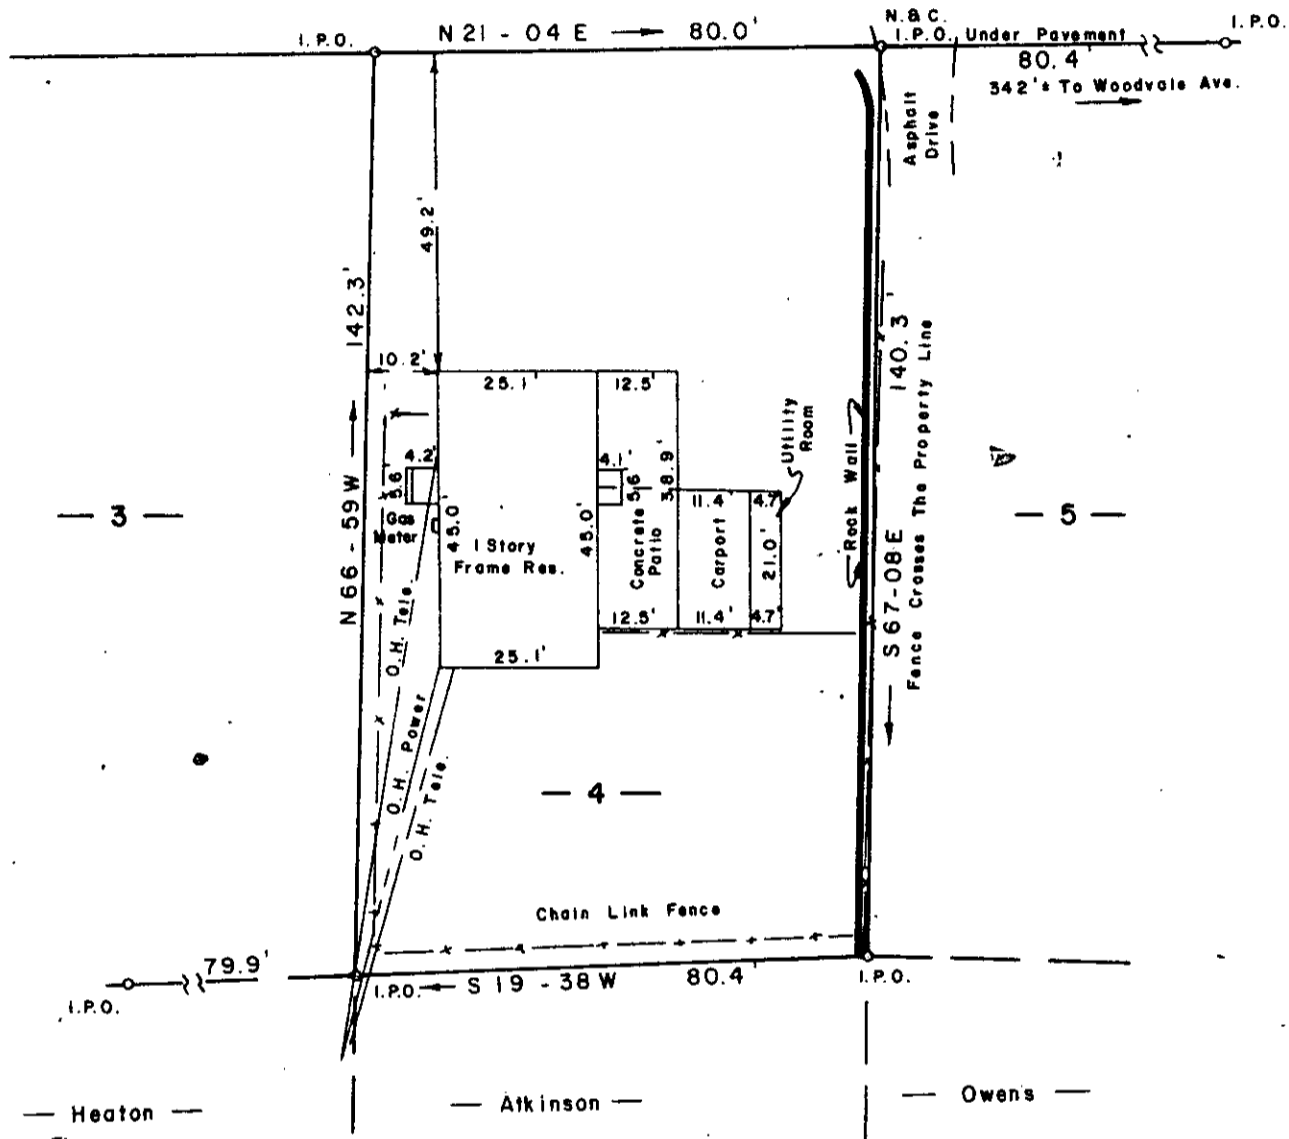 I.P.O.
N 21 - 04 E
80.0'
N. & C.
I.P.O. Under Pavement
I.P.O.
80.4'
342'± To Woodvale Ave.
Asphalt
Drive
49.2'
142.3'
N 66 - 59 W
10.2'
25.1'
12.5'
4.2'
5.6'
Gas
Meter
45.0'
1 Story
Frame Res.
45.0'
4.1'
5.6'
38.9'
Concrete
Patio
11.4'
4.7'
Carport
21.0'
Utility
Room
12.5'
11.4'
4.7'
25.1'
Rock Wall
140.3'
S 67 - 08 E
Fence Crosses The Property Line
— 3 —
— 5 —
— 4 —
O.H. Tele.
O.H. Power
O.H. Tele.
Chain Link Fence
79.9'
I.P.O.
I.P.O.
S 19 - 38 W
80.4'
I.P.O.
— Heaton —
— Atkinson —
— Owens —